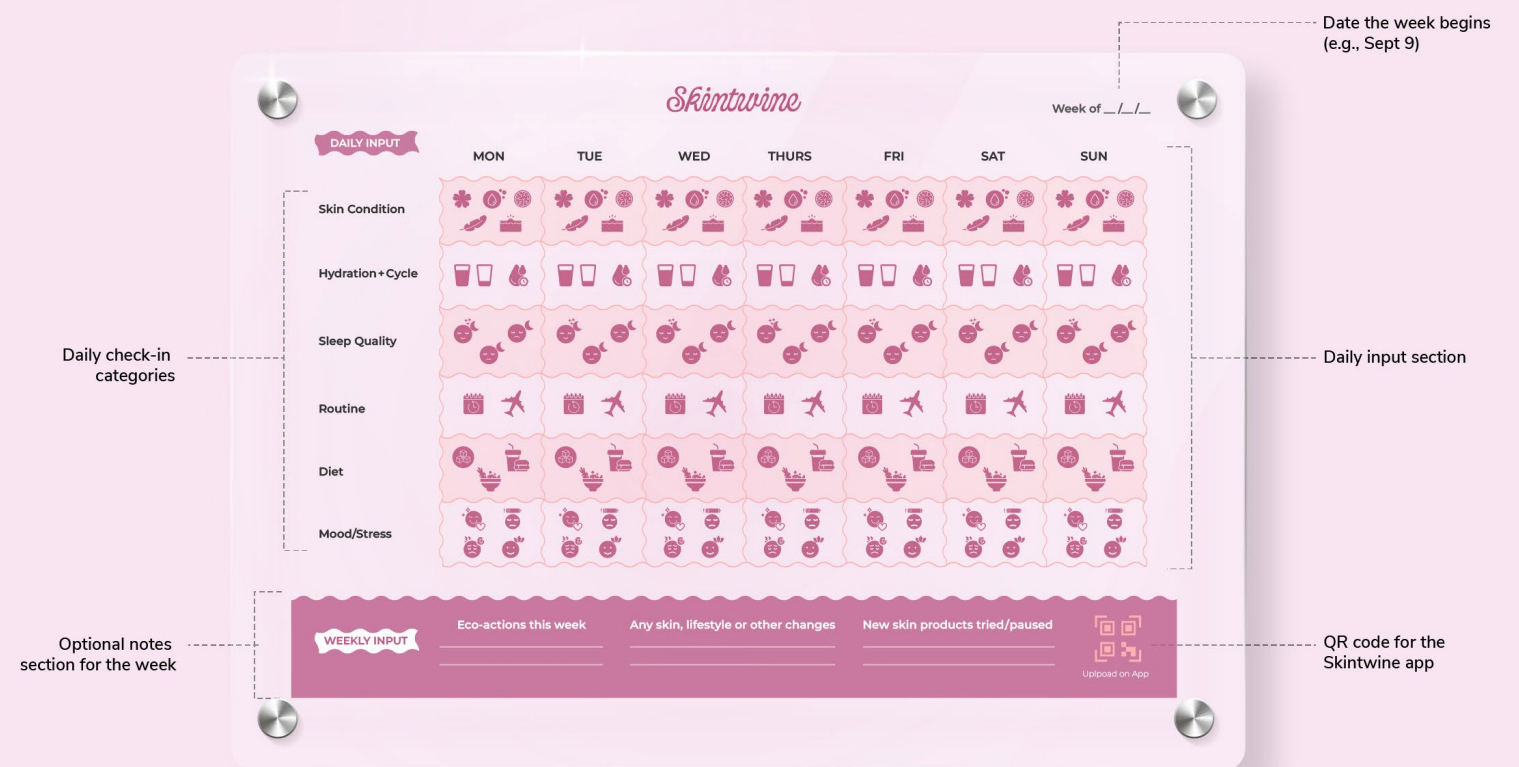 Date the week begins
(e.g., Sept 9)
Skintwine
Week of __/__/__
DAILY INPUT
MON TUE WED THURS FRI SAT SUN
Skin Condition
Hydration+Cycle
Sleep Quality
Daily check-in
categories
Daily input section
Routine
Diet
Mood/Stress
Optional notes
section for the week
WEEKLY INPUT
Eco-actions this week
Any skin, lifestyle or other changes
New skin products tried/paused
Uplpoad on App
QR code for the
Skintwine app